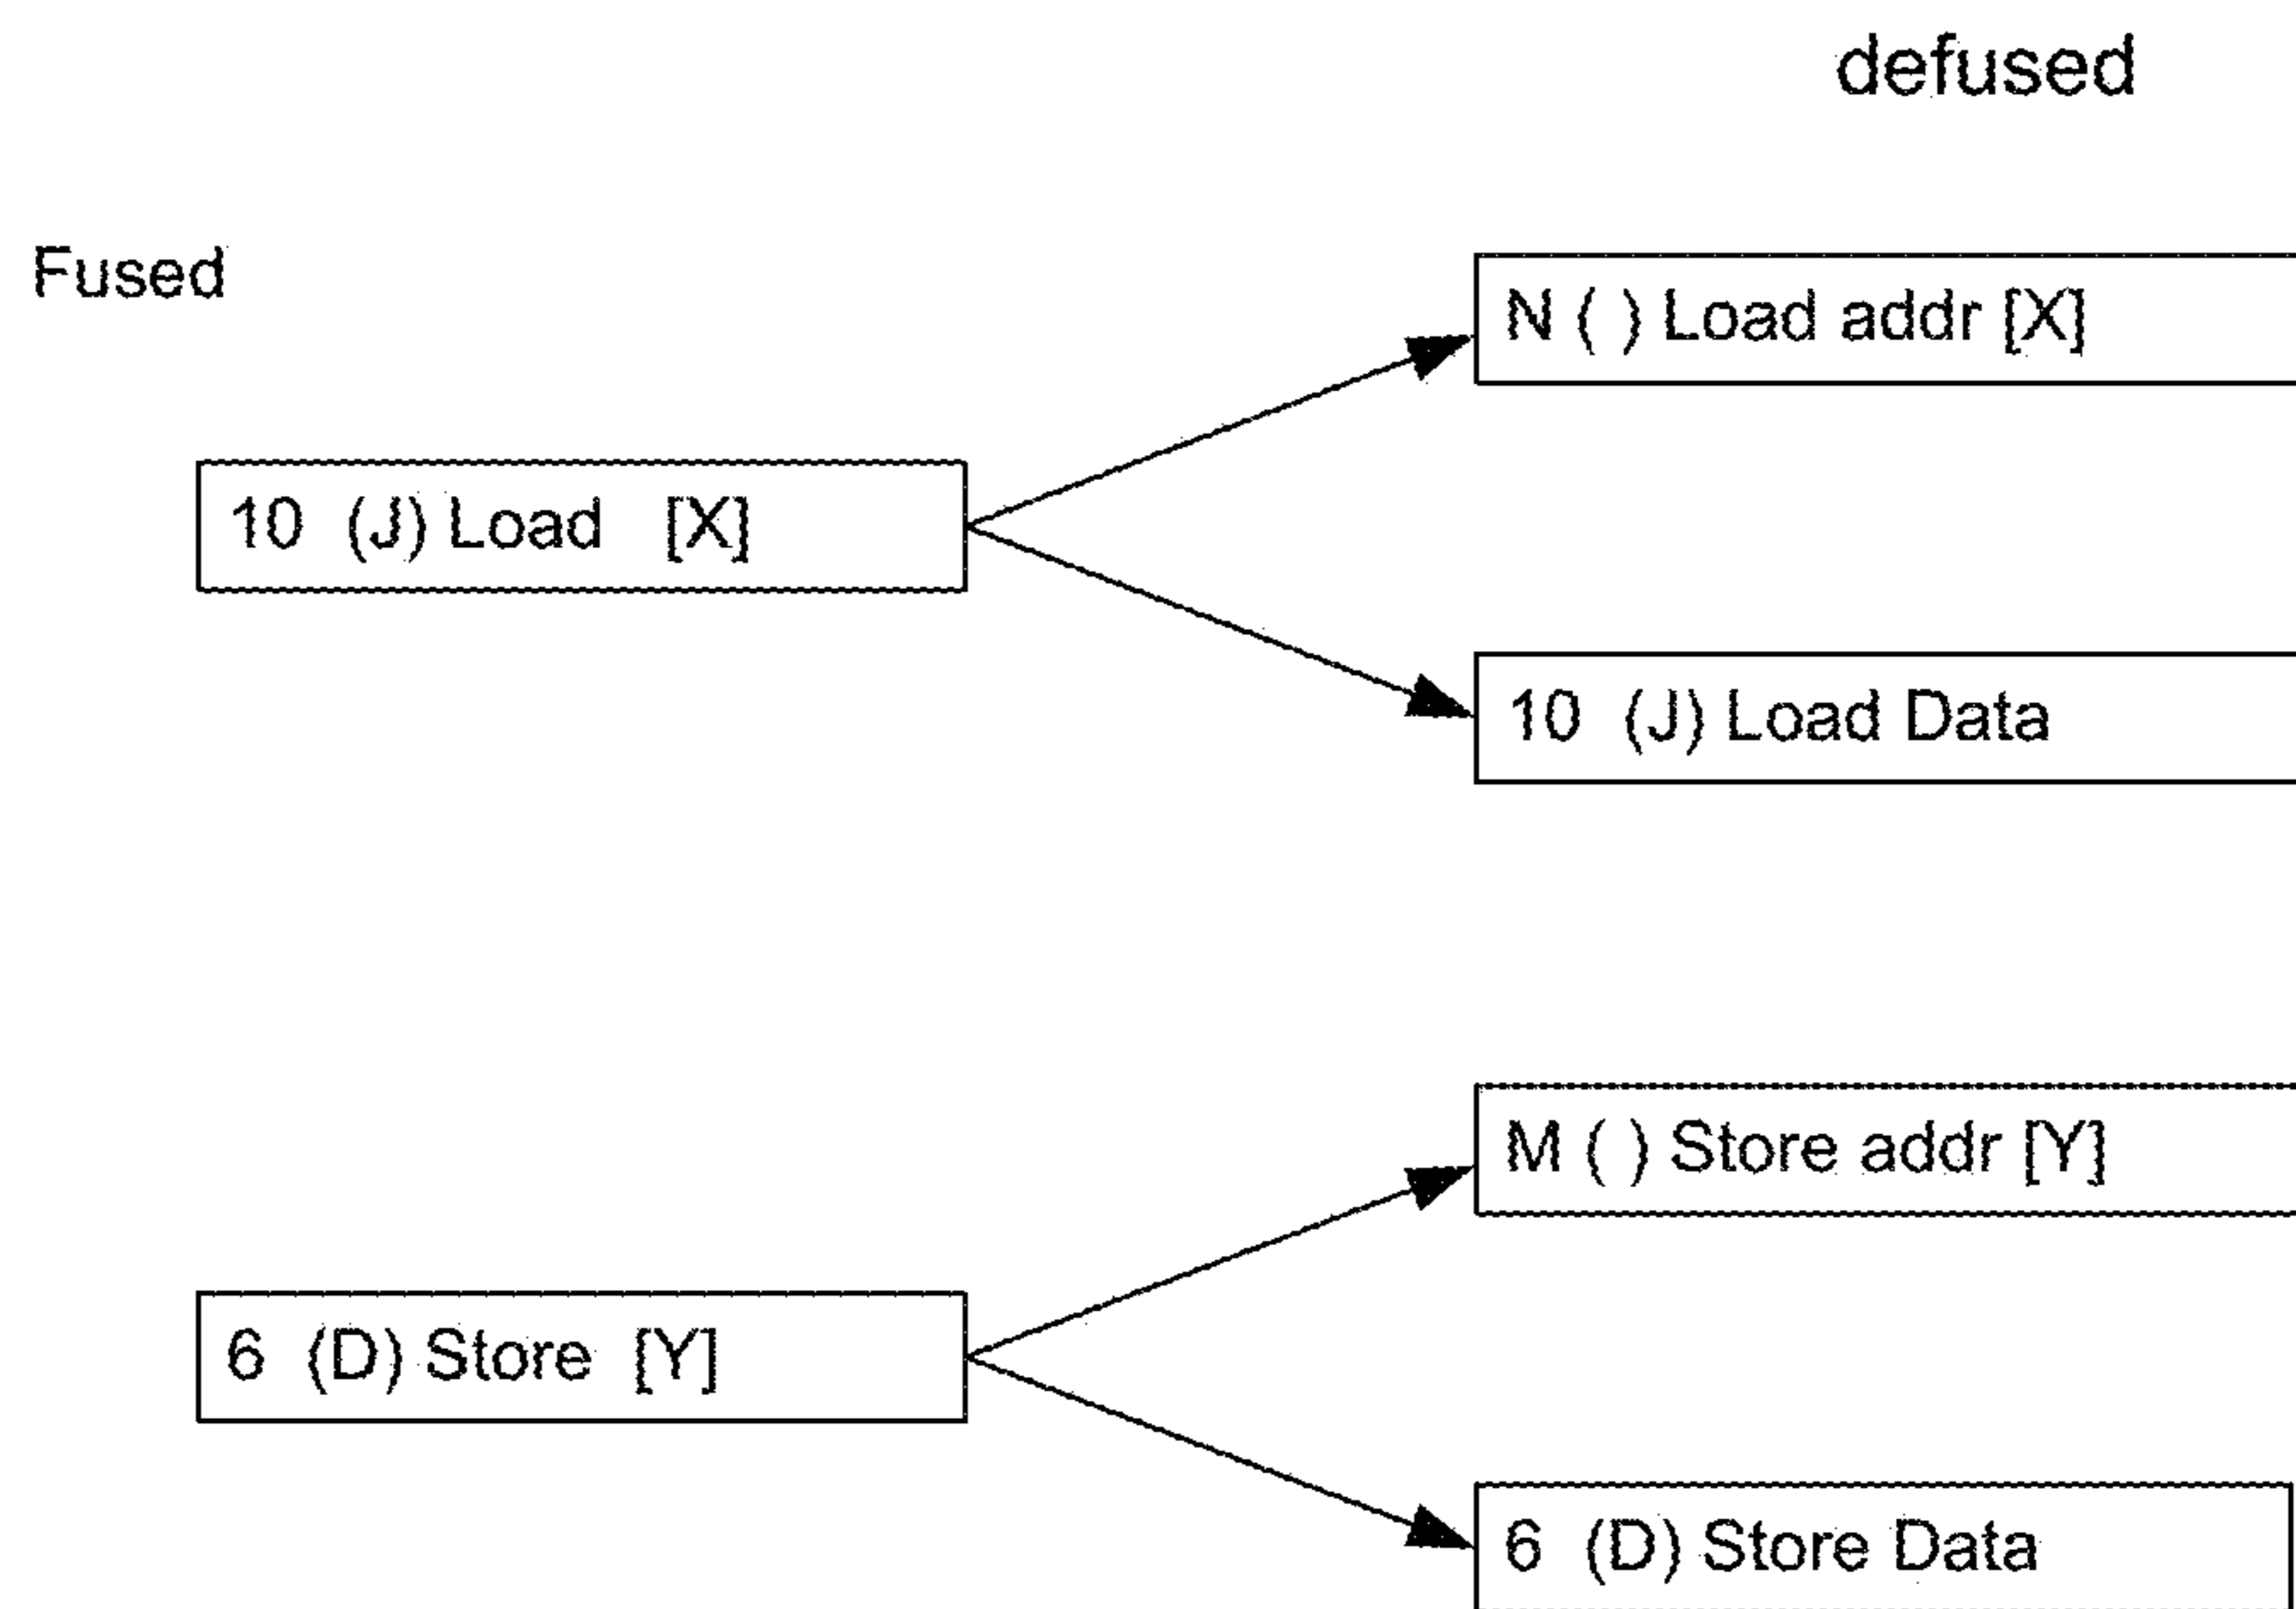 defused
Fused
N ( ) Load addr [X]
10 (J) Load [X]
10 (J) Load Data
M ( ) Store addr [Y]
6 (D) Store [Y]
6 (D) Store Data